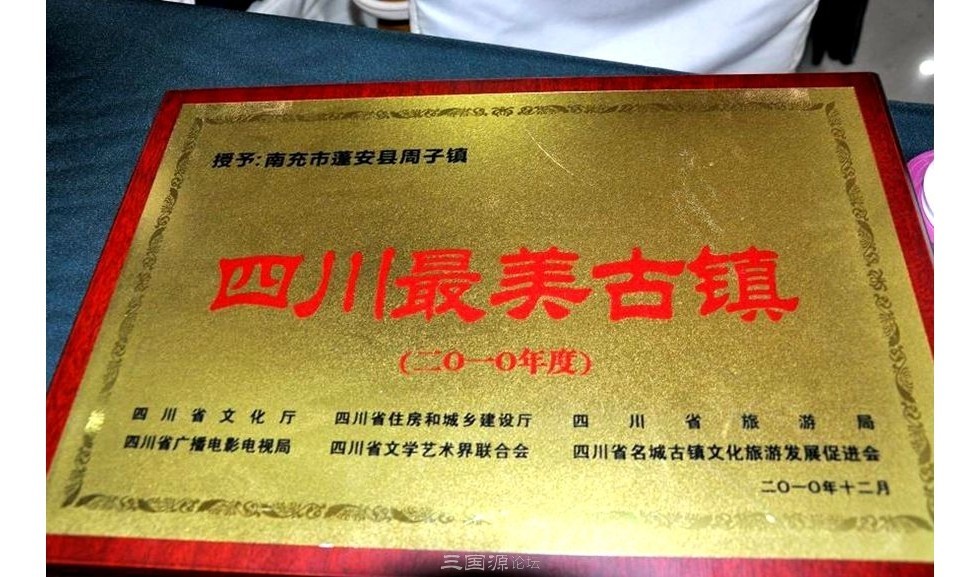 授予:南充市蓬安县周子镇
四川最美古镇
(二〇一〇年度)
四川省文化厅 四川省住房和城乡建设厅 四川省旅游局
四川省广播电影电视局 四川省文学艺术界联合会 四川省名城古镇文化旅游发展促进会
二〇一〇年十二月
三国源论坛